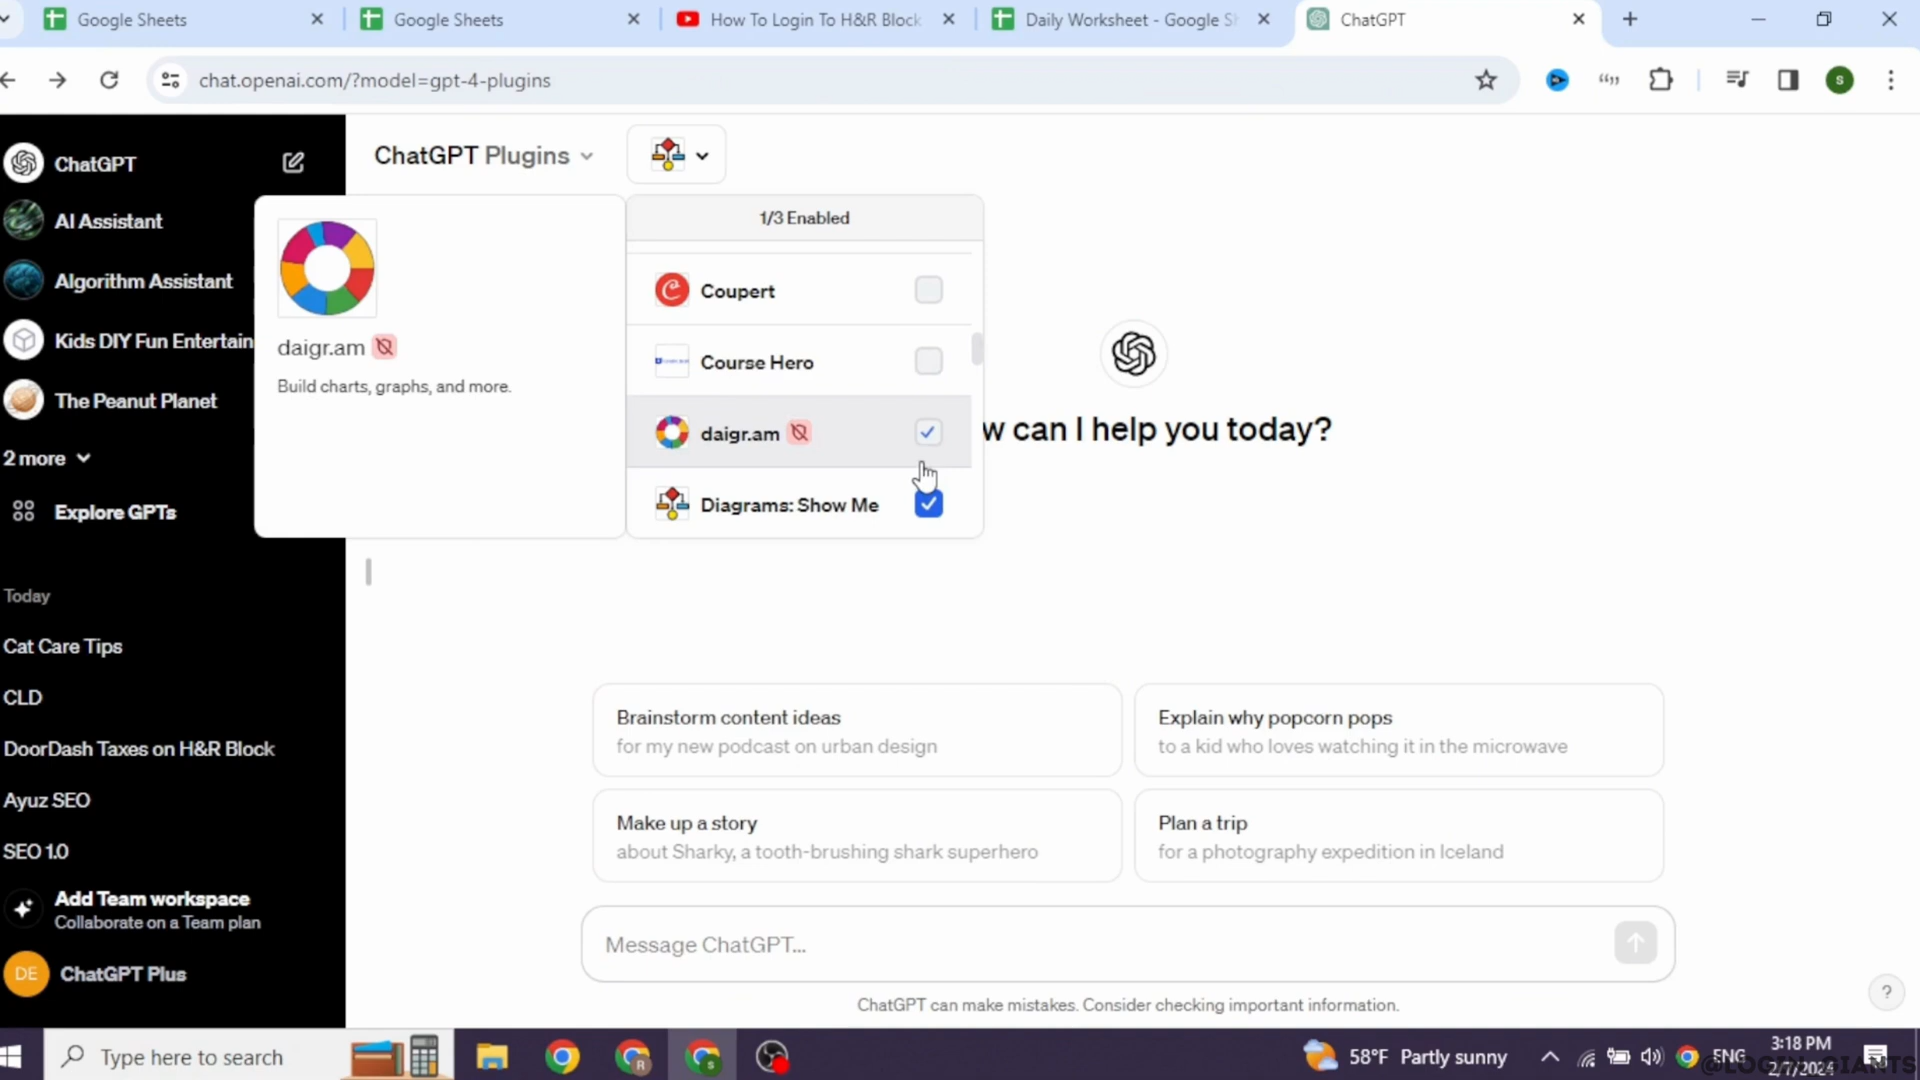 Google Sheets
Google Sheets
How To Login To H&R Block
Daily Worksheet - Google Sh
ChatGPT
chat.openai.com/?model=gpt-4-plugins
S
ChatGPT
AI Assistant
Algorithm Assistant
Kids DIY Fun Entertain
The Peanut Planet
2 more
Explore GPTs
Today
Cat Care Tips
CLD
DoorDash Taxes on H&R Block
Ayuz SEO
SEO 1.0
Add Team workspace
Collaborate on a Team plan
DE
ChatGPT Plus
ChatGPT Plugins
daigr.am
Build charts, graphs, and more.
1/3 Enabled
Coupert
Course Hero
daigr.am
Diagrams: Show Me
w can I help you today?
Brainstorm content ideas
for my new podcast on urban design
Explain why popcorn pops
to a kid who loves watching it in the microwave
Make up a story
about Sharky, a tooth-brushing shark superhero
Plan a trip
for a photography expedition in Iceland
Message ChatGPT...
ChatGPT can make mistakes. Consider checking important information.
?
Type here to search
R
S
58°F Partly sunny
ENG
3:18 PM
2/7/2024
@LOGIN GIANTS